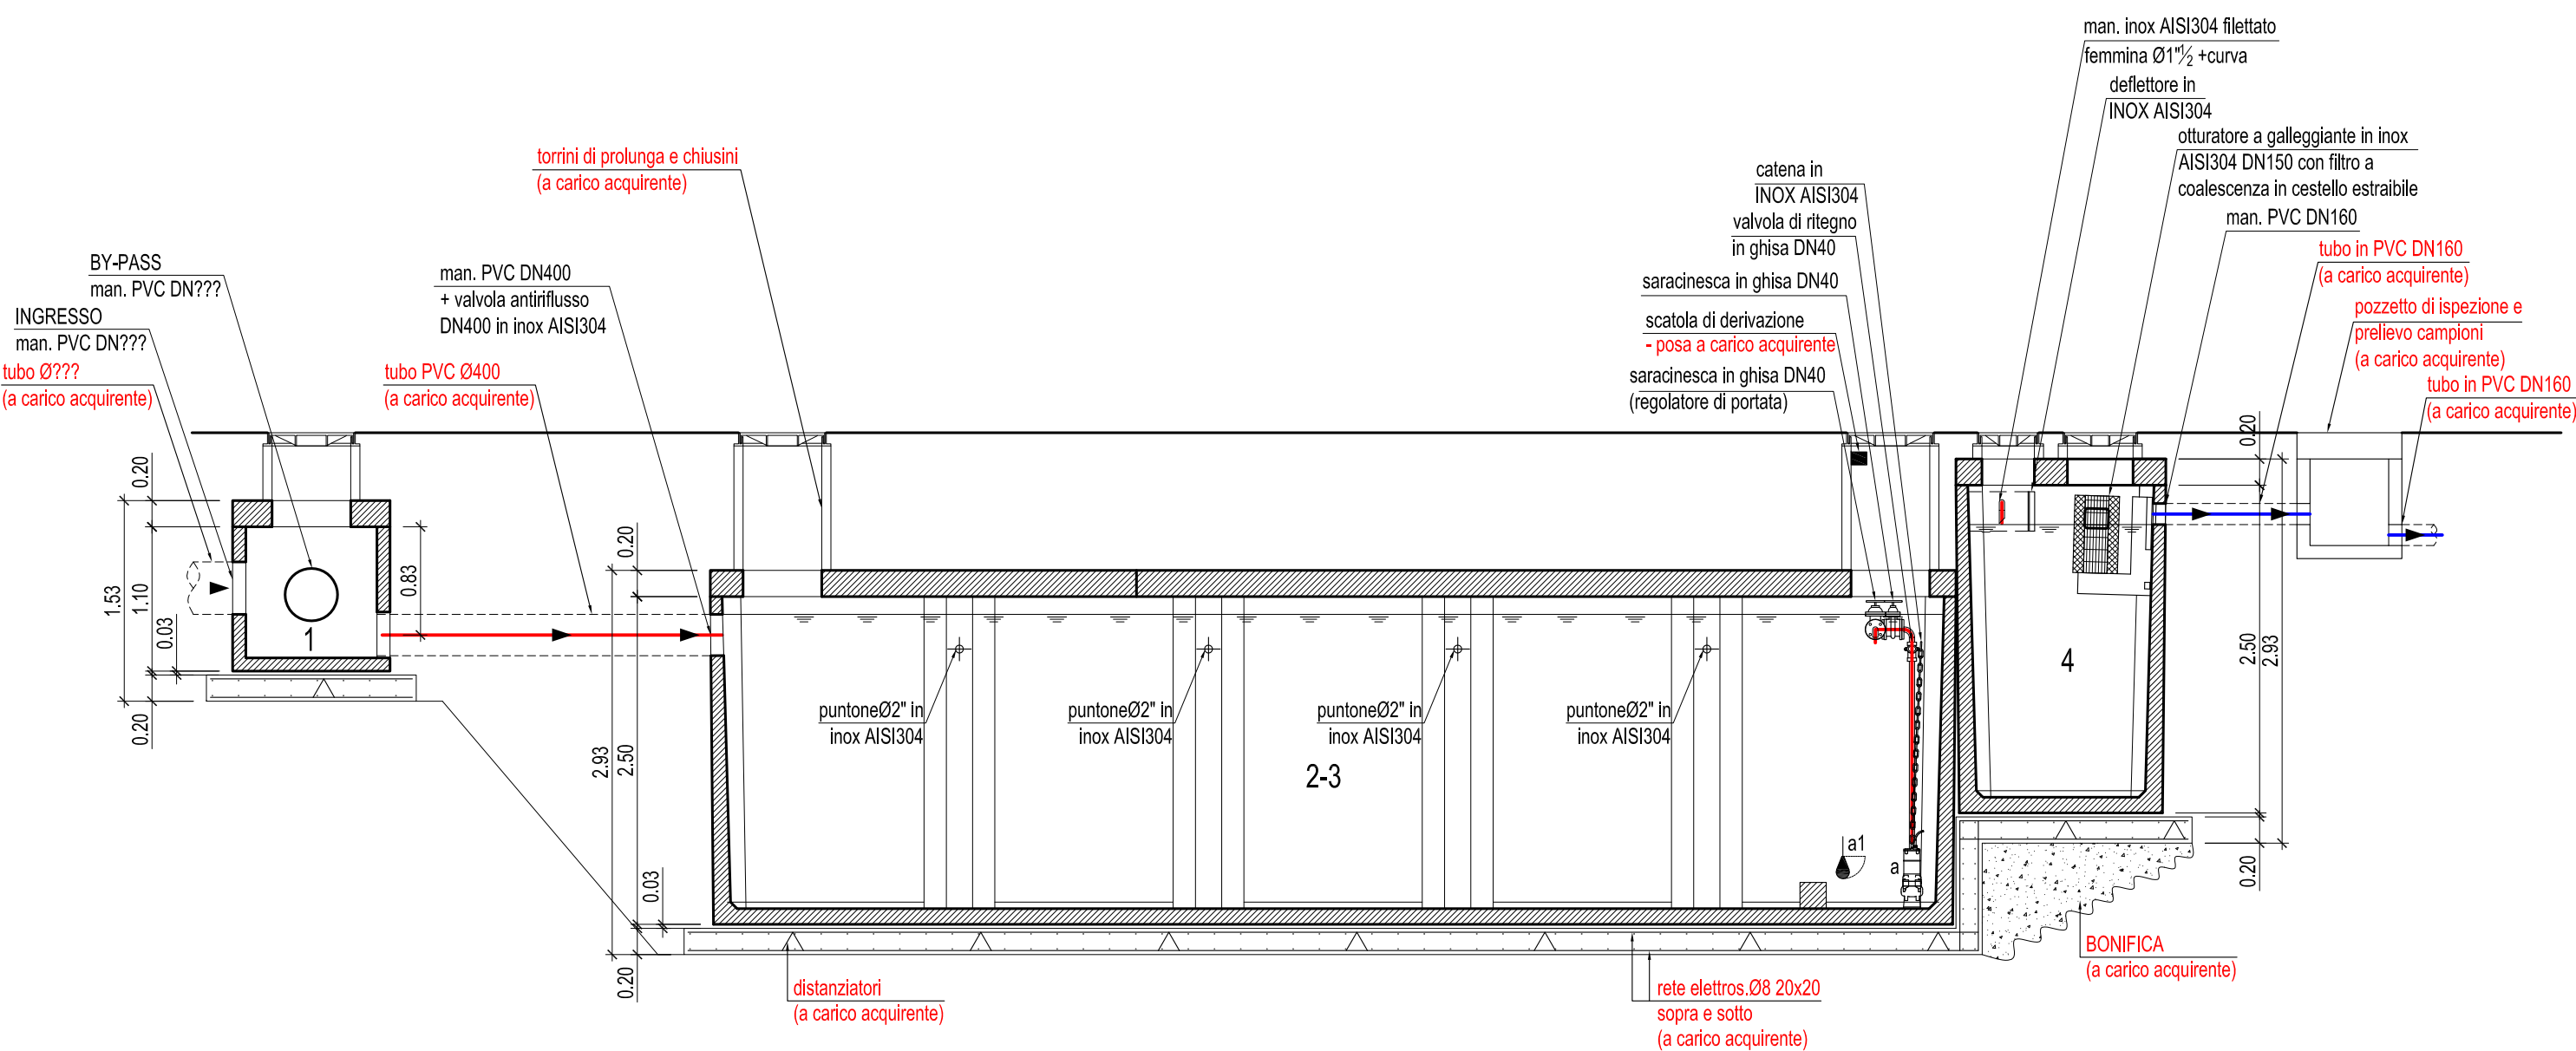 man. inox AISI304 filettato
femmina Ø1"½ +curva
deflettore in
INOX AISI304
otturatore a galleggiante in inox
AISI304 DN150 con filtro a
coalescenza in cestello estraibile
man. PVC DN160
tubo in PVC DN160
(a carico acquirente)
pozzetto di ispezione e
prelievo campioni
(a carico acquirente)
tubo in PVC DN160
(a carico acquirente)
torrini di prolunga e chiusini
(a carico acquirente)
catena in
INOX AISI304
valvola di ritegno
in ghisa DN40
saracinesca in ghisa DN40
scatola di derivazione
- posa a carico acquirente
saracinesca in ghisa DN40
(regolatore di portata)
BY-PASS
man. PVC DN???
INGRESSO
man. PVC DN???
tubo Ø???
(a carico acquirente)
man. PVC DN400
+ valvola antiriflusso
DN400 in inox AISI304
tubo PVC Ø400
(a carico acquirente)
0.20
1.53
1.10
0.03
0.20
0.83
1
0.20
2.93
2.50
0.03
0.20
puntoneØ2" in
inox AISI304
puntoneØ2" in
inox AISI304
puntoneØ2" in
inox AISI304
puntoneØ2" in
inox AISI304
2-3
a1
a
4
0.20
2.50
2.93
0.20
distanziatori
(a carico acquirente)
rete elettros.Ø8 20x20
sopra e sotto
(a carico acquirente)
BONIFICA
(a carico acquirente)